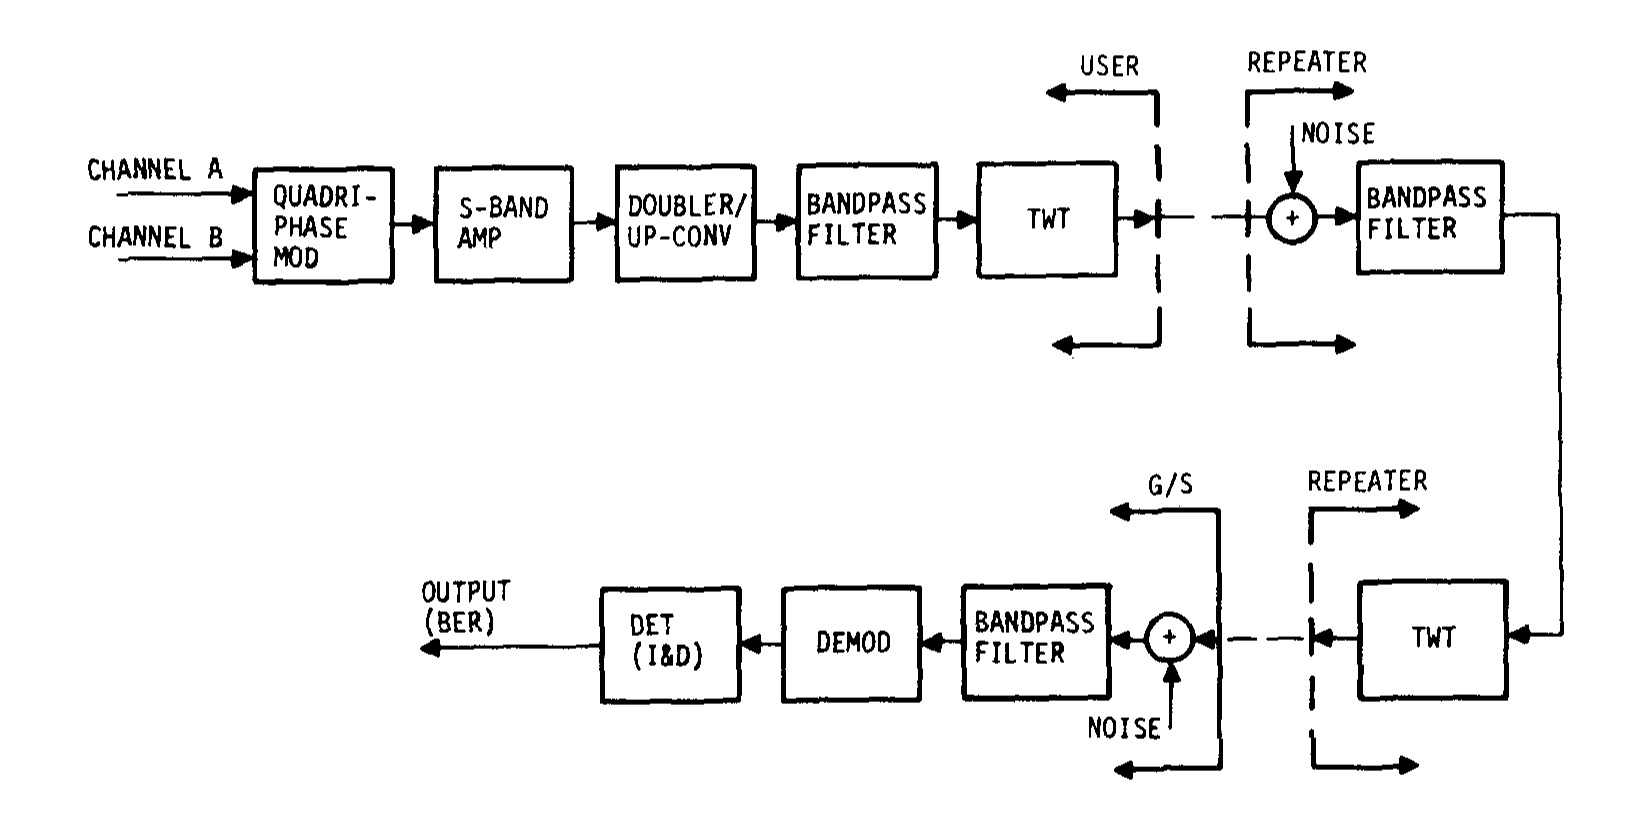 USER
REPEATER
NOISE
CHANNEL A
CHANNEL B
QUADRI-
PHASE
MOD
S-BAND
AMP
DOUBLER/
UP-CONV
BANDPASS
FILTER
TWT
+
BANDPASS
FILTER
G/S
REPEATER
OUTPUT
(BER)
DET
(I&D)
DEMOD
BANDPASS
FILTER
+
TWT
NOISE